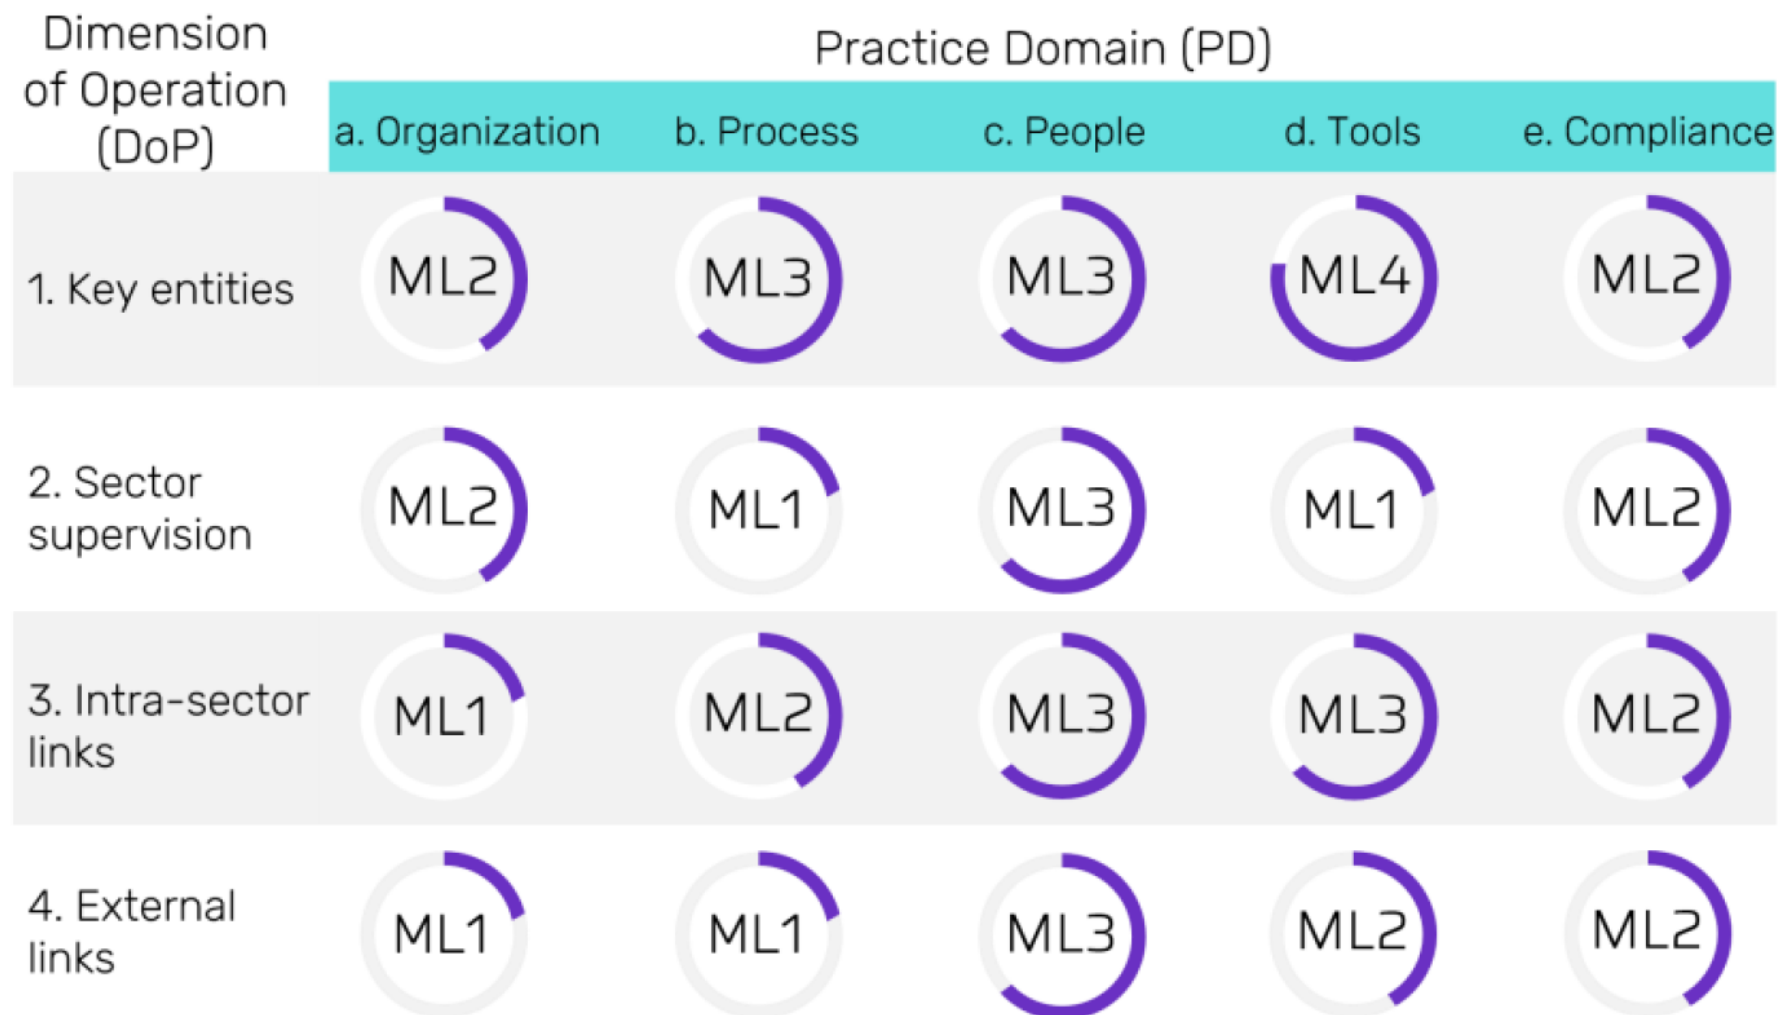 Dimension
of Operation
(DoP)
Practice Domain (PD)
a. Organization b. Process c. People d. Tools e. Compliance
1. Key entities ML2 ML3 ML3 ML4 ML2
2. Sector
supervision
ML2 ML1 ML3 ML1 ML2
3. Intra-sector
links
ML1 ML2 ML3 ML3 ML2
4. External
links
ML1 ML1 ML3 ML2 ML2